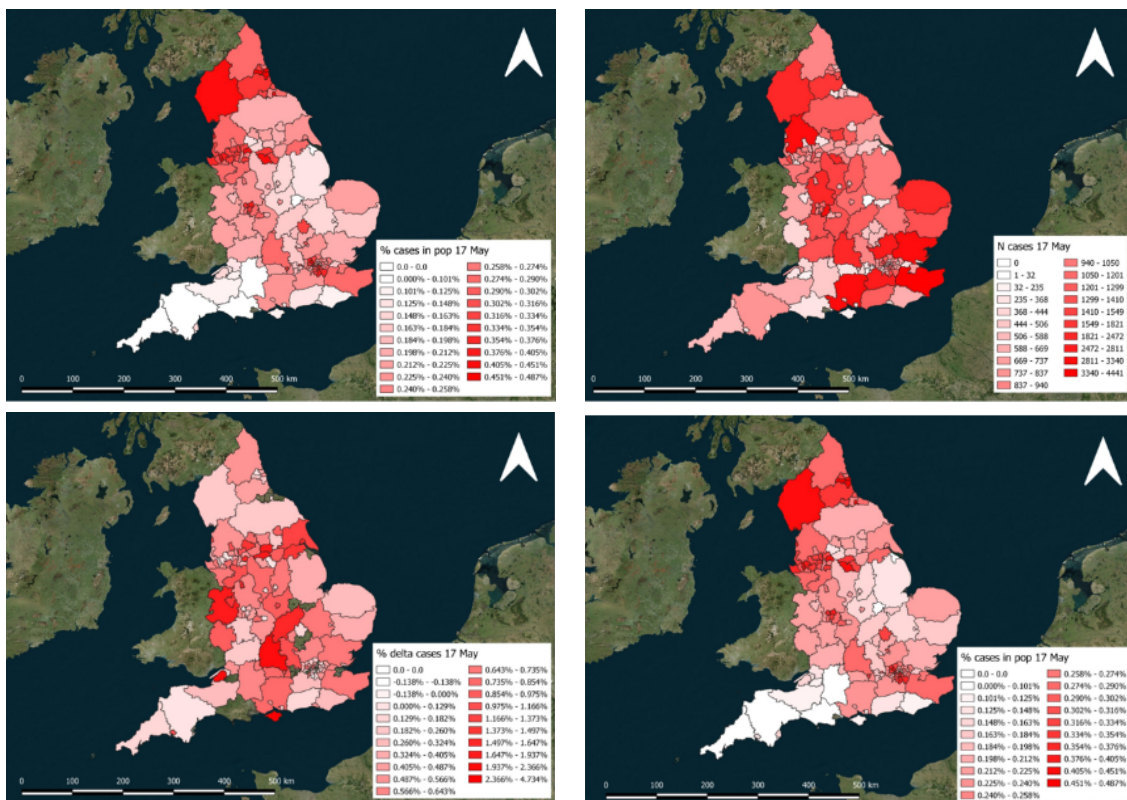 % cases in pop 17 May
0.0 - 0.0
0.000% - 0.101%
0.101% - 0.125%
0.125% - 0.148%
0.148% - 0.163%
0.163% - 0.184%
0.184% - 0.198%
0.198% - 0.212%
0.212% - 0.225%
0.225% - 0.240%
0.240% - 0.258%
0.258% - 0.274%
0.274% - 0.290%
0.290% - 0.302%
0.302% - 0.316%
0.316% - 0.334%
0.334% - 0.354%
0.354% - 0.376%
0.376% - 0.405%
0.405% - 0.451%
0.451% - 0.487%
0 100 200 300 400 500 km
N cases 17 May
0
1 - 32
32 - 235
235 - 368
368 - 444
444 - 506
506 - 588
588 - 669
669 - 737
737 - 837
837 - 940
940 - 1050
1050 - 1201
1201 - 1299
1299 - 1410
1410 - 1549
1549 - 1821
1821 - 2472
2472 - 2811
2811 - 3340
3340 - 4441
0 100 200 300 400 500 km
% delta cases 17 May
0.0 - 0.0
-0.138% - -0.138%
-0.138% - 0.000%
0.000% - 0.129%
0.129% - 0.182%
0.182% - 0.260%
0.260% - 0.324%
0.324% - 0.405%
0.405% - 0.487%
0.487% - 0.566%
0.566% - 0.643%
0.643% - 0.735%
0.735% - 0.854%
0.854% - 0.975%
0.975% - 1.166%
1.166% - 1.373%
1.373% - 1.497%
1.497% - 1.647%
1.647% - 1.937%
1.937% - 2.366%
2.366% - 4.734%
0 100 200 300 400 500 km
% cases in pop 17 May
0.0 - 0.0
0.000% - 0.101%
0.101% - 0.125%
0.125% - 0.148%
0.148% - 0.163%
0.163% - 0.184%
0.184% - 0.198%
0.198% - 0.212%
0.212% - 0.225%
0.225% - 0.240%
0.240% - 0.258%
0.258% - 0.274%
0.274% - 0.290%
0.290% - 0.302%
0.302% - 0.316%
0.316% - 0.334%
0.334% - 0.354%
0.354% - 0.376%
0.376% - 0.405%
0.405% - 0.451%
0.451% - 0.487%
0 100 200 300 400 500 km